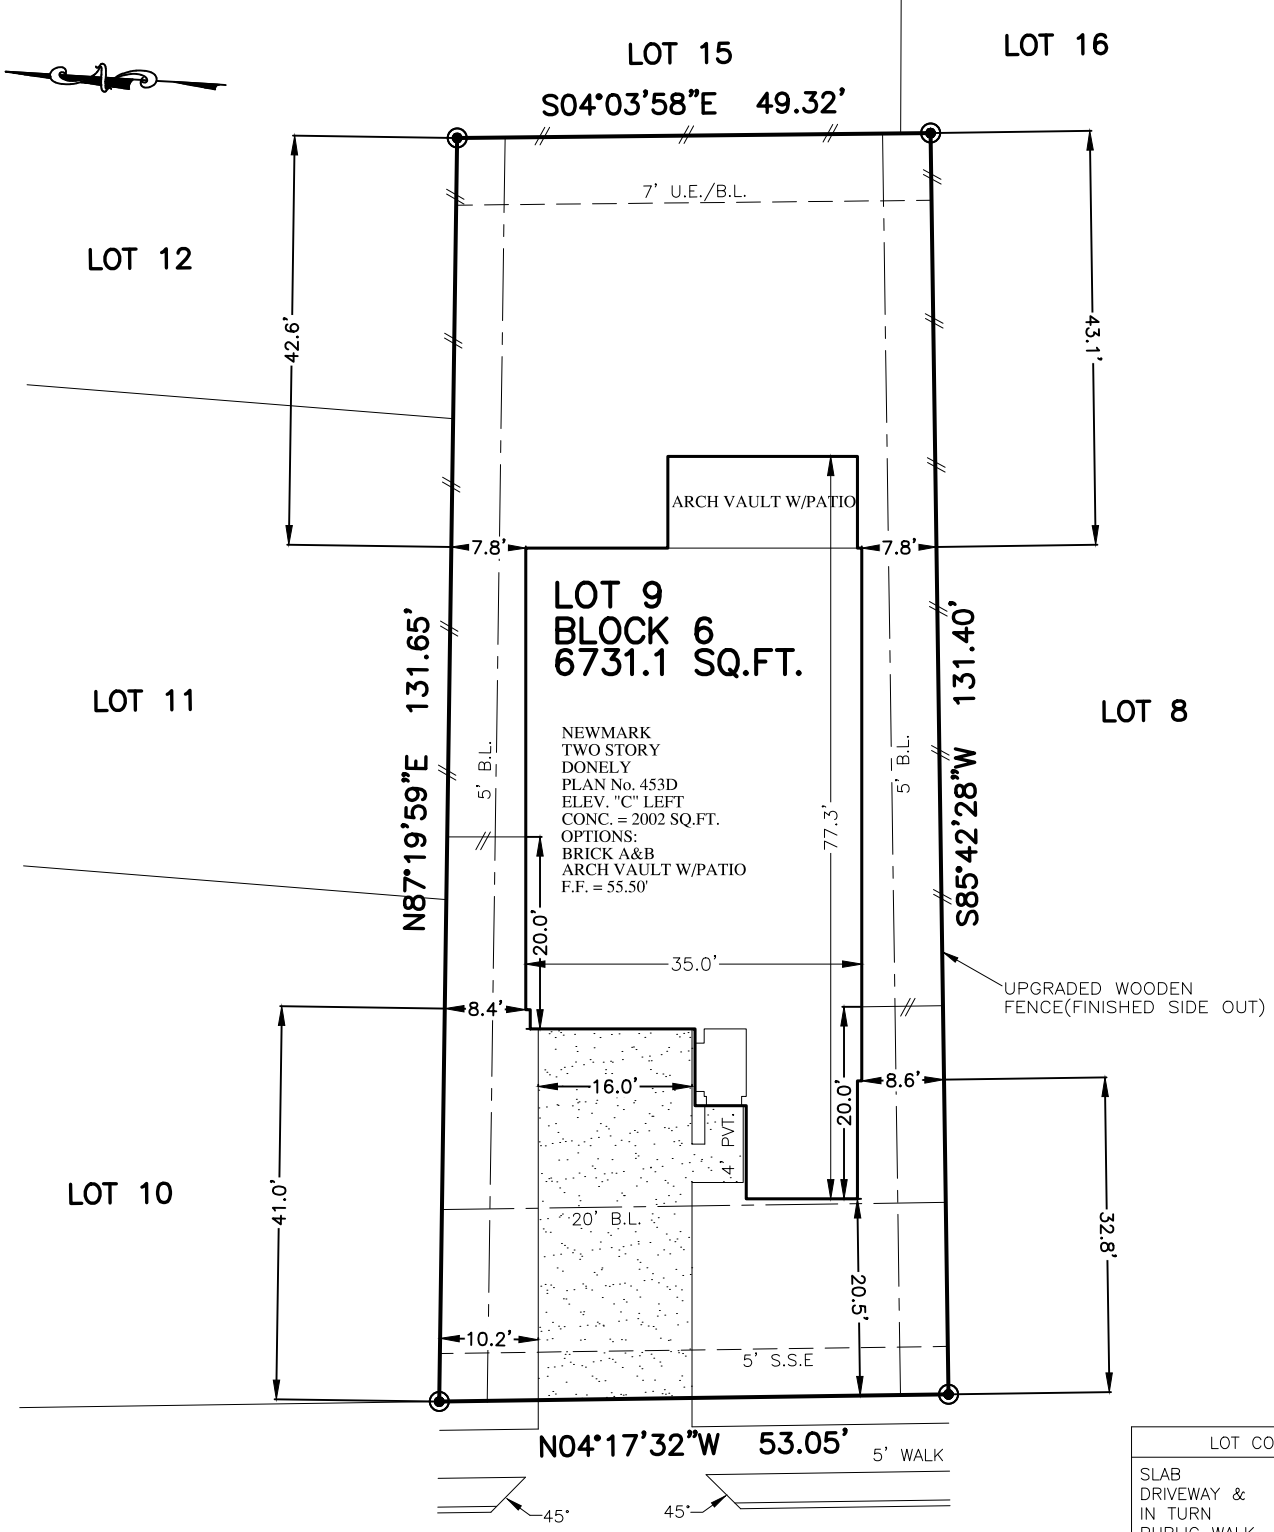 LOT 15
LOT 16
S04°03'58"E 49.32'
7' U.E./B.L.
LOT 12
42.6'
43.1'
ARCH VAULT W/PATIO
7.8'
7.8'
LOT 9
BLOCK 6
6731.1 SQ.FT.
N87°19'59"E 131.65'
S85°42'28"W 131.40'
LOT 11
LOT 8
5' B.L.
5' B.L.
NEWMARK
TWO STORY
DONELY
PLAN No. 453D
ELEV. "C" LEFT
CONC. = 2002 SQ.FT.
OPTIONS:
BRICK A&B
ARCH VAULT W/PATIO
F.F. = 55.50'
77.3'
20.0'
35.0'
UPGRADED WOODEN
FENCE(FINISHED SIDE OUT)
8.4'
16.0'
8.6'
20.0'
4' PVT.
LOT 10
41.0'
20' B.L.
32.8'
20.5'
10.2'
5' S.S.E
N04°17'32"W 53.05'
5' WALK
45°
45°
LOT CO
SLAB
DRIVEWAY &
IN TURN
PUBLIC WALK